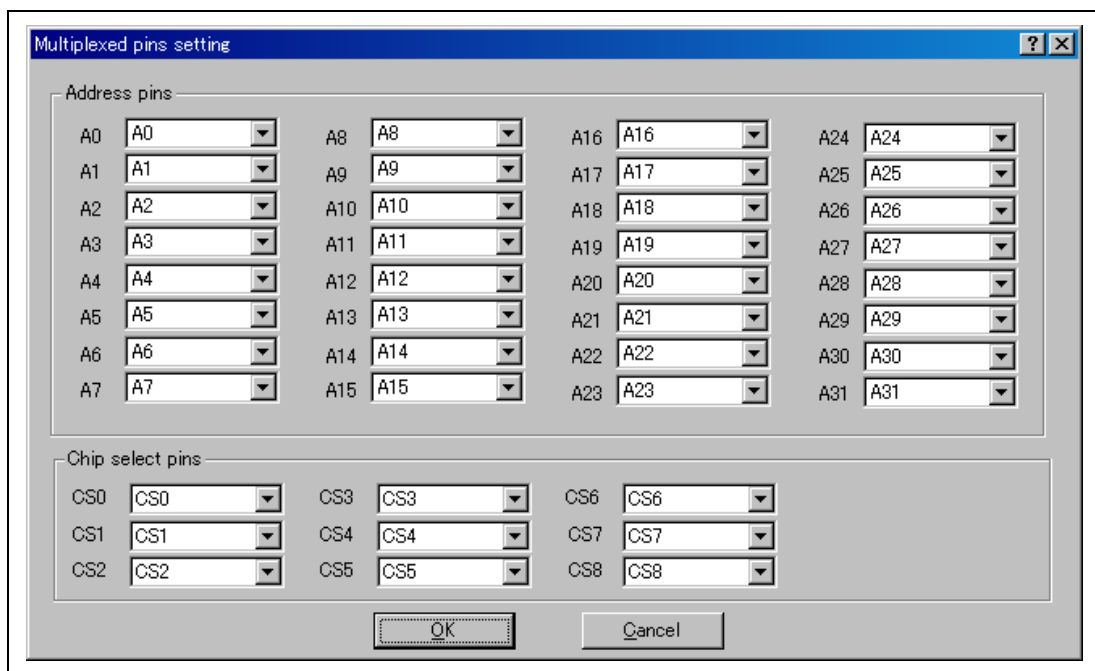 Multiplexed pins setting
Address pins
A0 A0 A8 A8 A16 A16 A24 A24
A1 A1 A9 A9 A17 A17 A25 A25
A2 A2 A10 A10 A18 A18 A26 A26
A3 A3 A11 A11 A19 A19 A27 A27
A4 A4 A12 A12 A20 A20 A28 A28
A5 A5 A13 A13 A21 A21 A29 A29
A6 A6 A14 A14 A22 A22 A30 A30
A7 A7 A15 A15 A23 A23 A31 A31
Chip select pins
CS0 CS0 CS3 CS3 CS6 CS6
CS1 CS1 CS4 CS4 CS7 CS7
CS2 CS2 CS5 CS5 CS8 CS8
OK Cancel